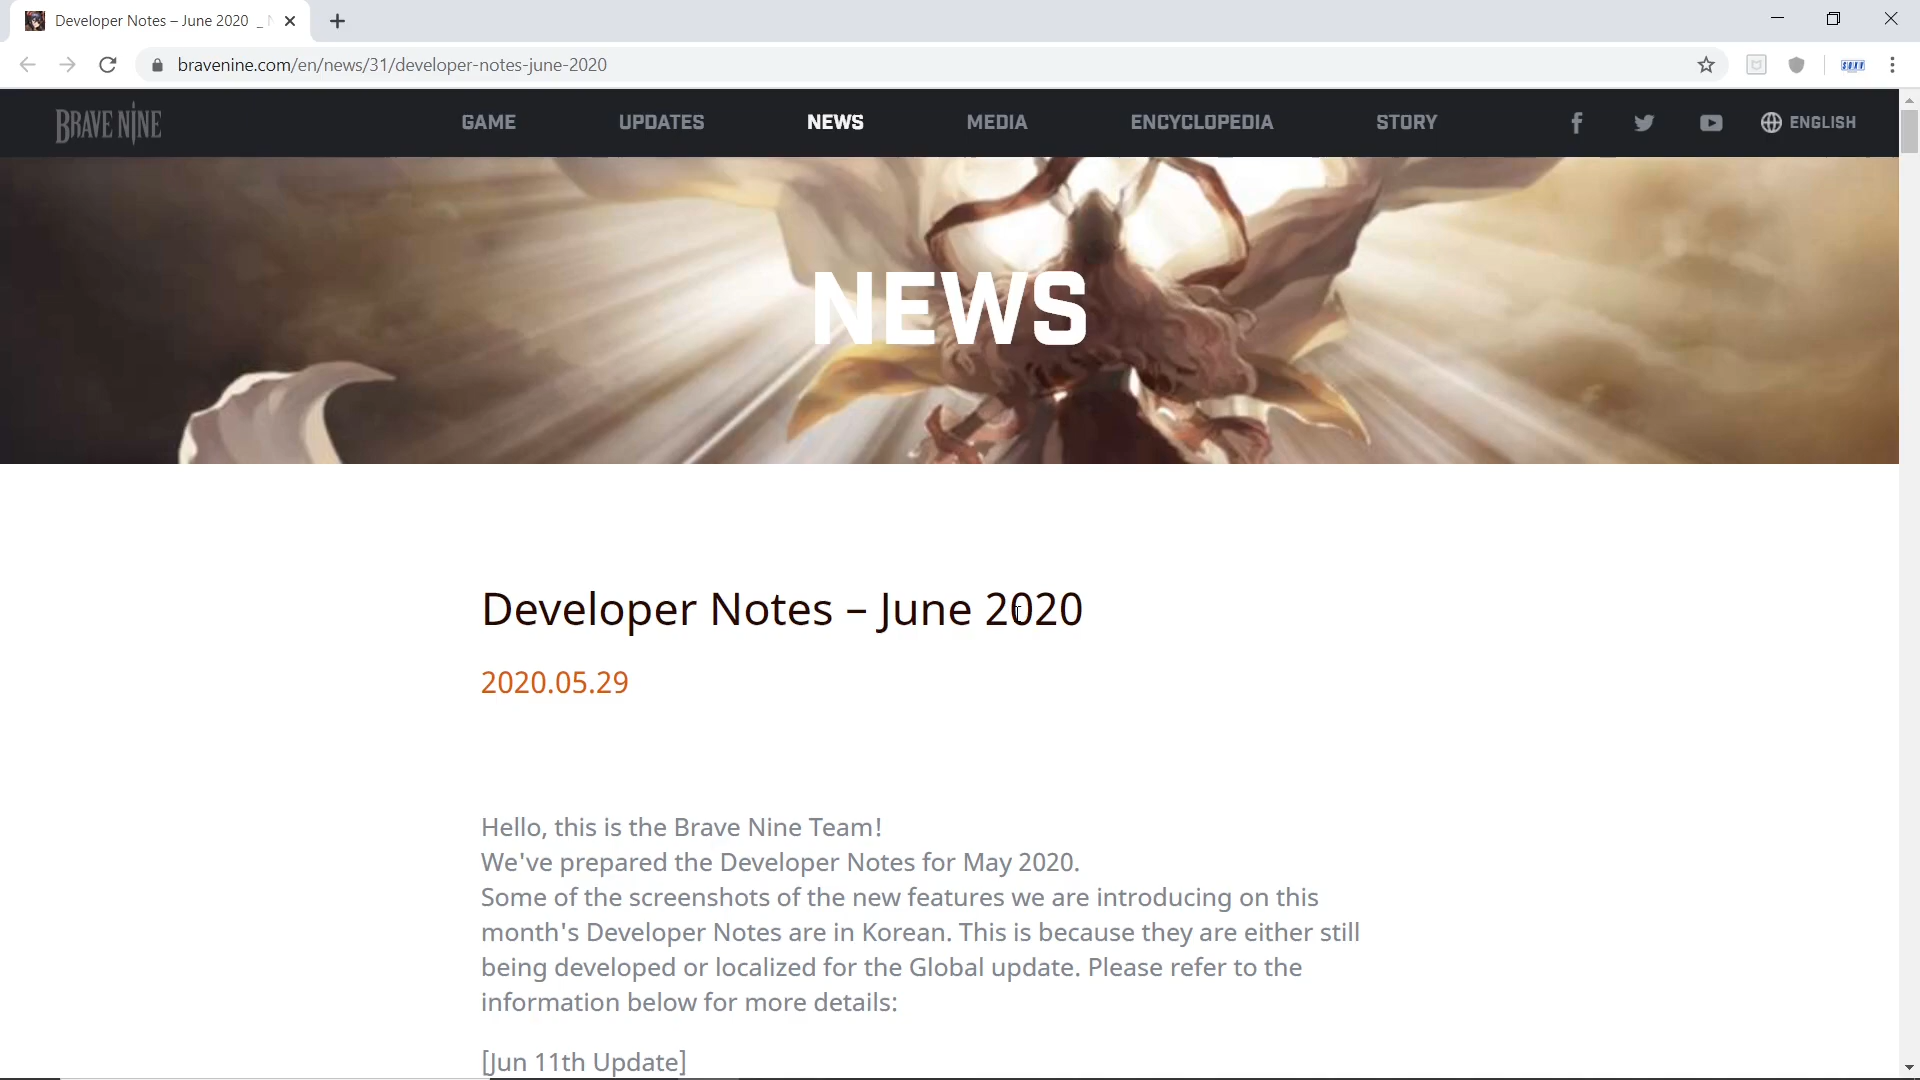 Developer Notes – June 2020 _
bravenine.com/en/news/31/developer-notes-june-2020
BRAVE NINE
GAME
UPDATES
NEWS
MEDIA
ENCYCLOPEDIA
STORY
ENGLISH
NEWS
Developer Notes – June 2020
2020.05.29
Hello, this is the Brave Nine Team!
We've prepared the Developer Notes for May 2020.
Some of the screenshots of the new features we are introducing on this
month's Developer Notes are in Korean. This is because they are either still
being developed or localized for the Global update. Please refer to the
information below for more details:
[Jun 11th Update]